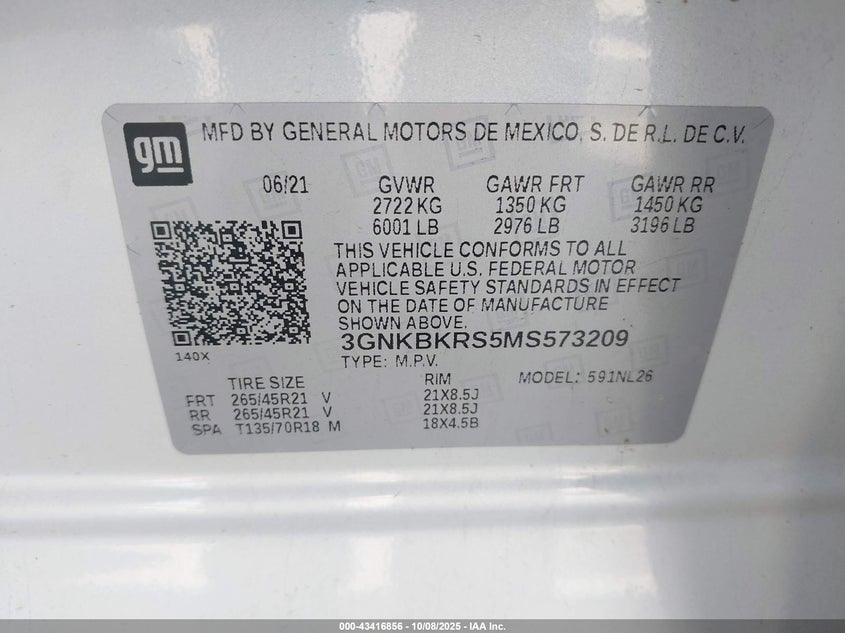 gm
MFD BY GENERAL MOTORS DE MEXICO, S. DE R.L. DE C.V.
06/21 GVWR GAWR FRT GAWR RR
2722 KG 1350 KG 1450 KG
6001 LB 2976 LB 3196 LB
THIS VEHICLE CONFORMS TO ALL
APPLICABLE U.S. FEDERAL MOTOR
VEHICLE SAFETY STANDARDS IN EFFECT
ON THE DATE OF MANUFACTURE
SHOWN ABOVE.
3GNKBKRS5MS573209
140X
TYPE: M.P.V.
MODEL: 591NL26
TIRE SIZE RIM
FRT 265/45R21 V 21X8.5J
RR 265/45R21 V 21X8.5J
SPA T135/70R18 M 18X4.5B
000-43416856 - 10/08/2025 - IAA Inc.